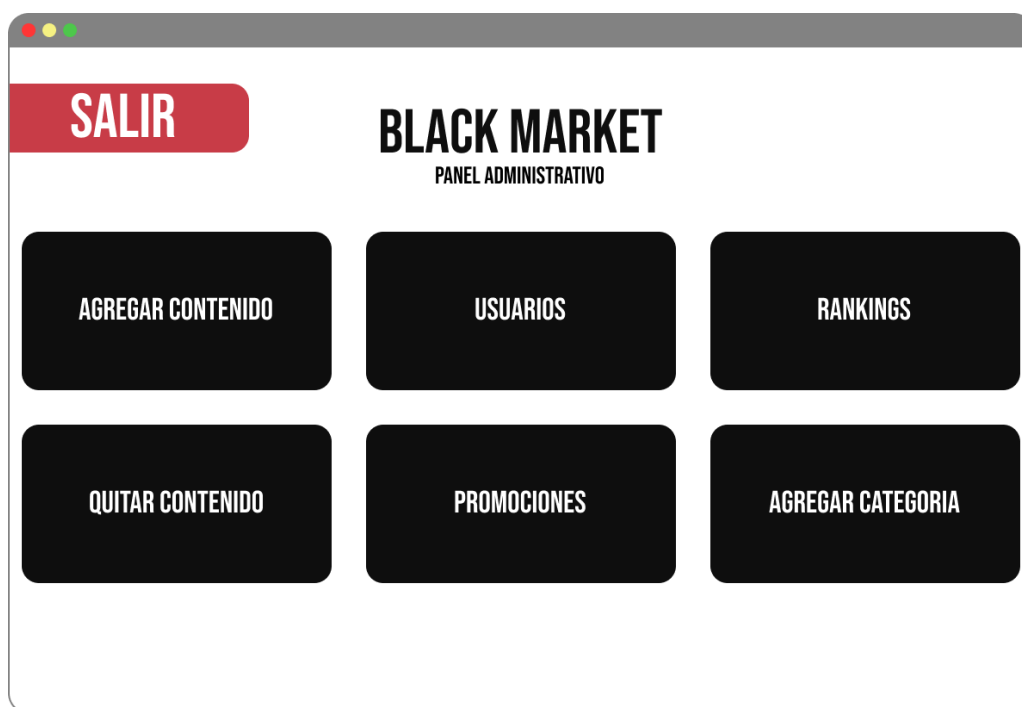 SALIR
BLACK MARKET
PANEL ADMINISTRATIVO
AGREGAR CONTENIDO
USUARIOS
RANKINGS
QUITAR CONTENIDO
PROMOCIONES
AGREGAR CATEGORIA